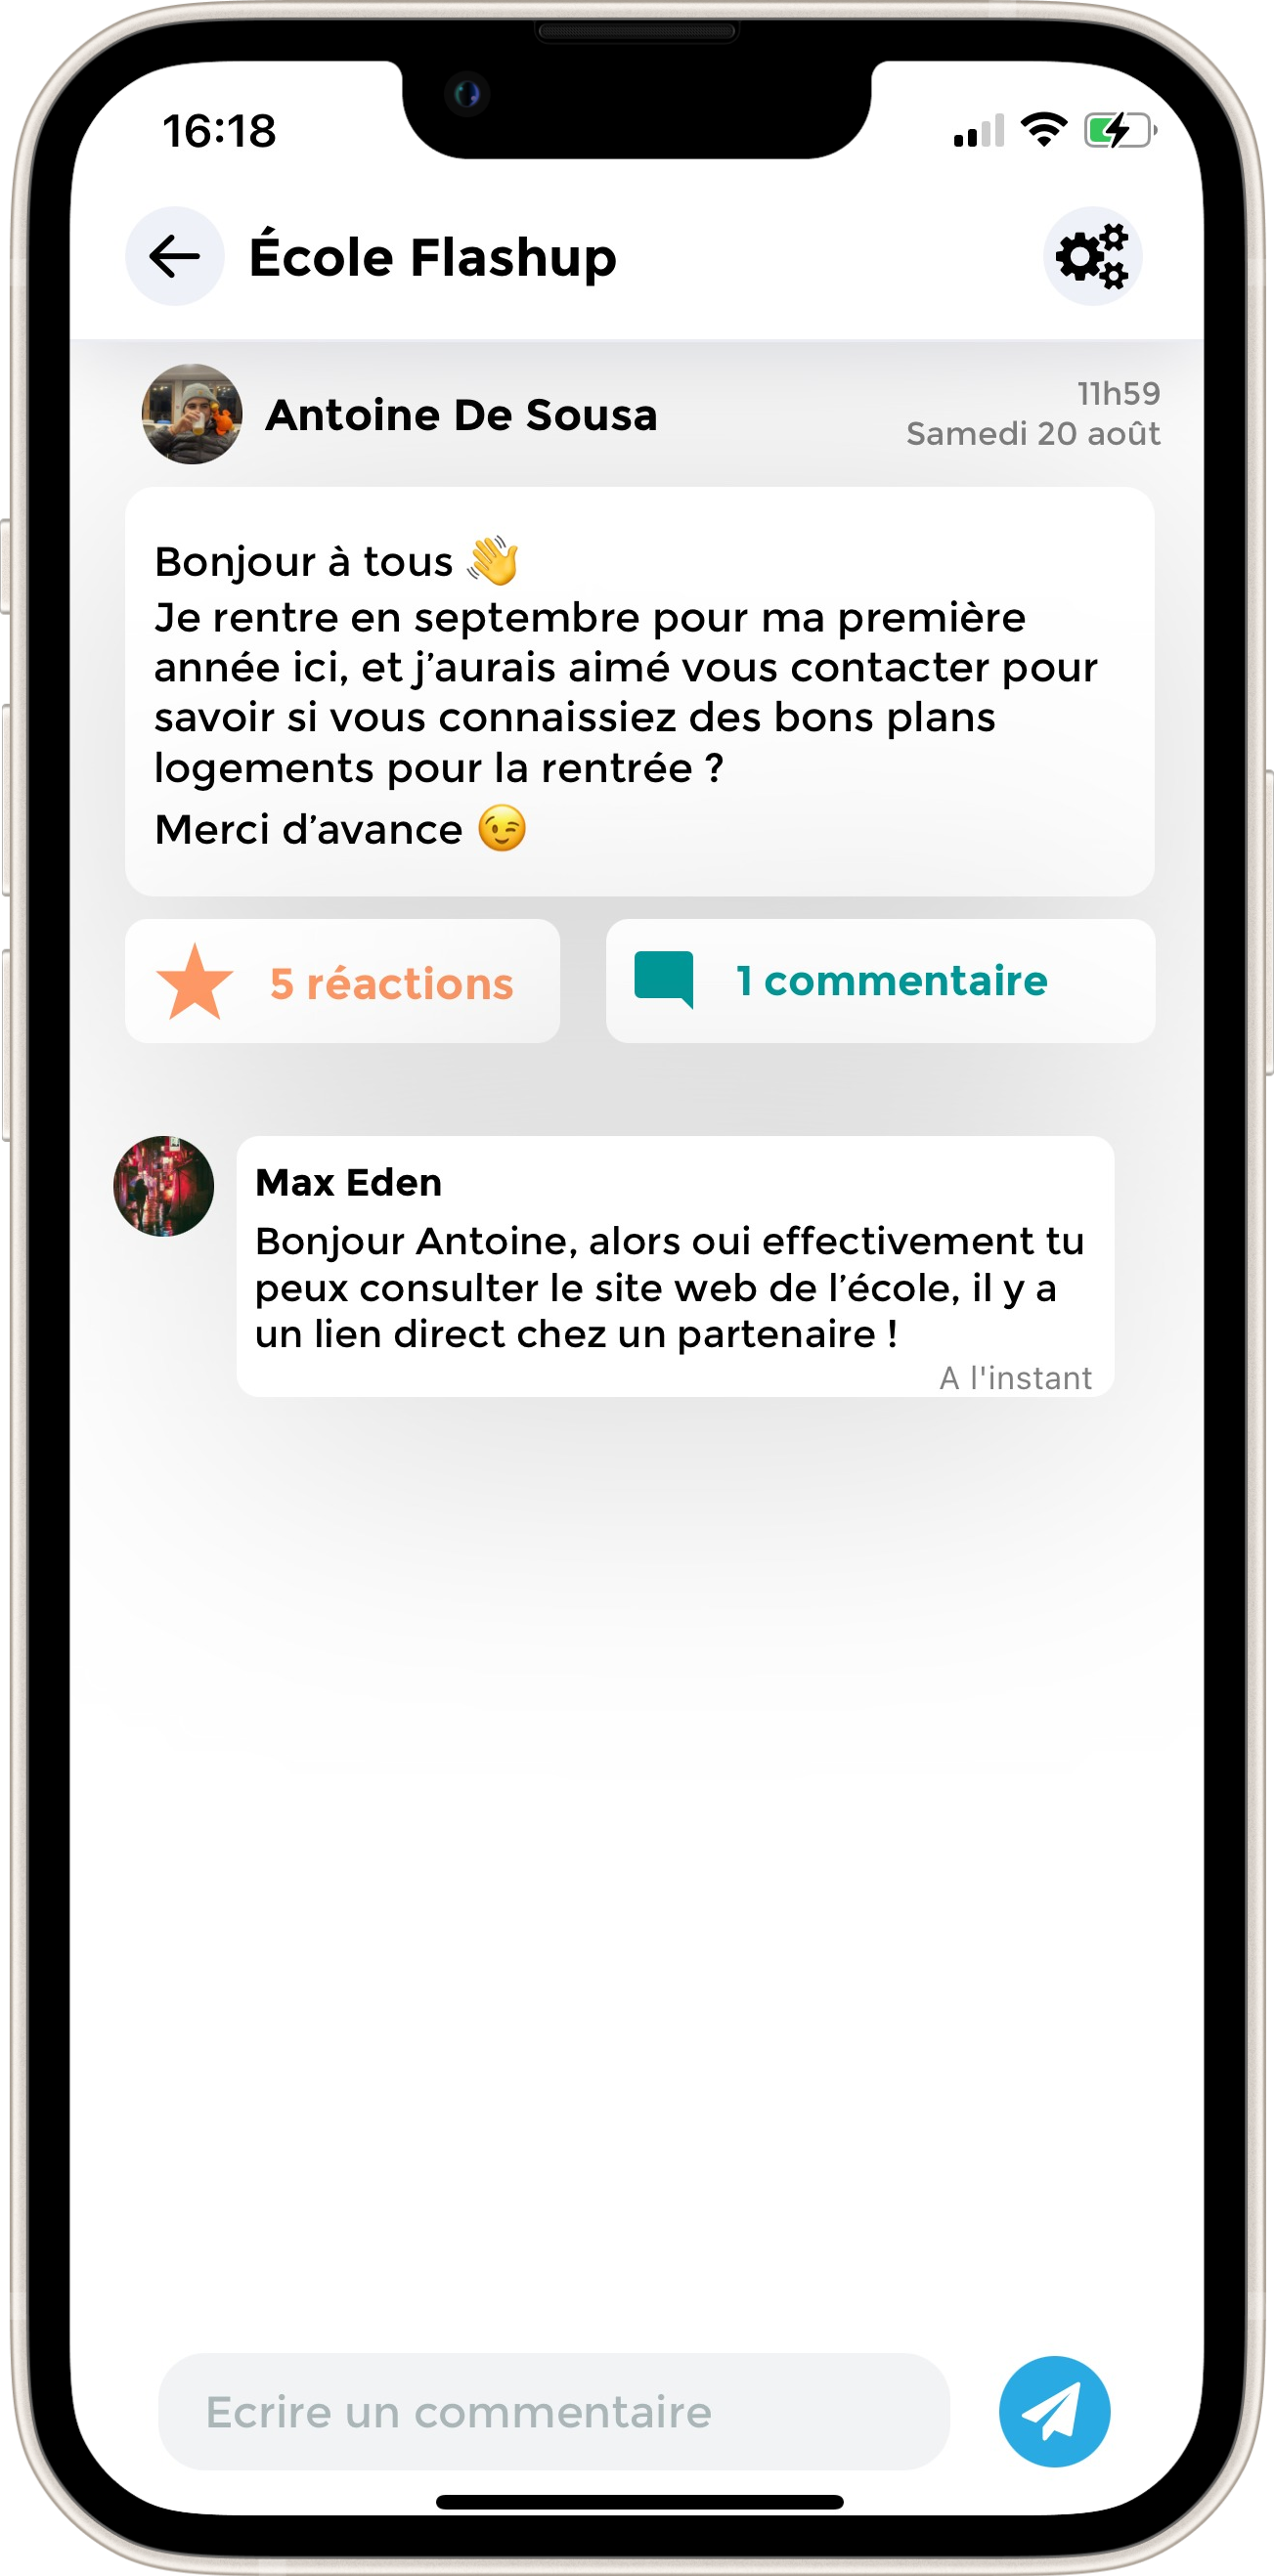 16:18
École Flashup
Antoine De Sousa
11h59
Samedi 20 août
Bonjour à tous 👋
Je rentre en septembre pour ma première
année ici, et j’aurais aimé vous contacter pour
savoir si vous connaissiez des bons plans
logements pour la rentrée ?
Merci d’avance 😉
5 réactions
1 commentaire
Max Eden
Bonjour Antoine, alors oui effectivement tu
peux consulter le site web de l’école, il y a
un lien direct chez un partenaire !
A l'instant
Ecrire un commentaire